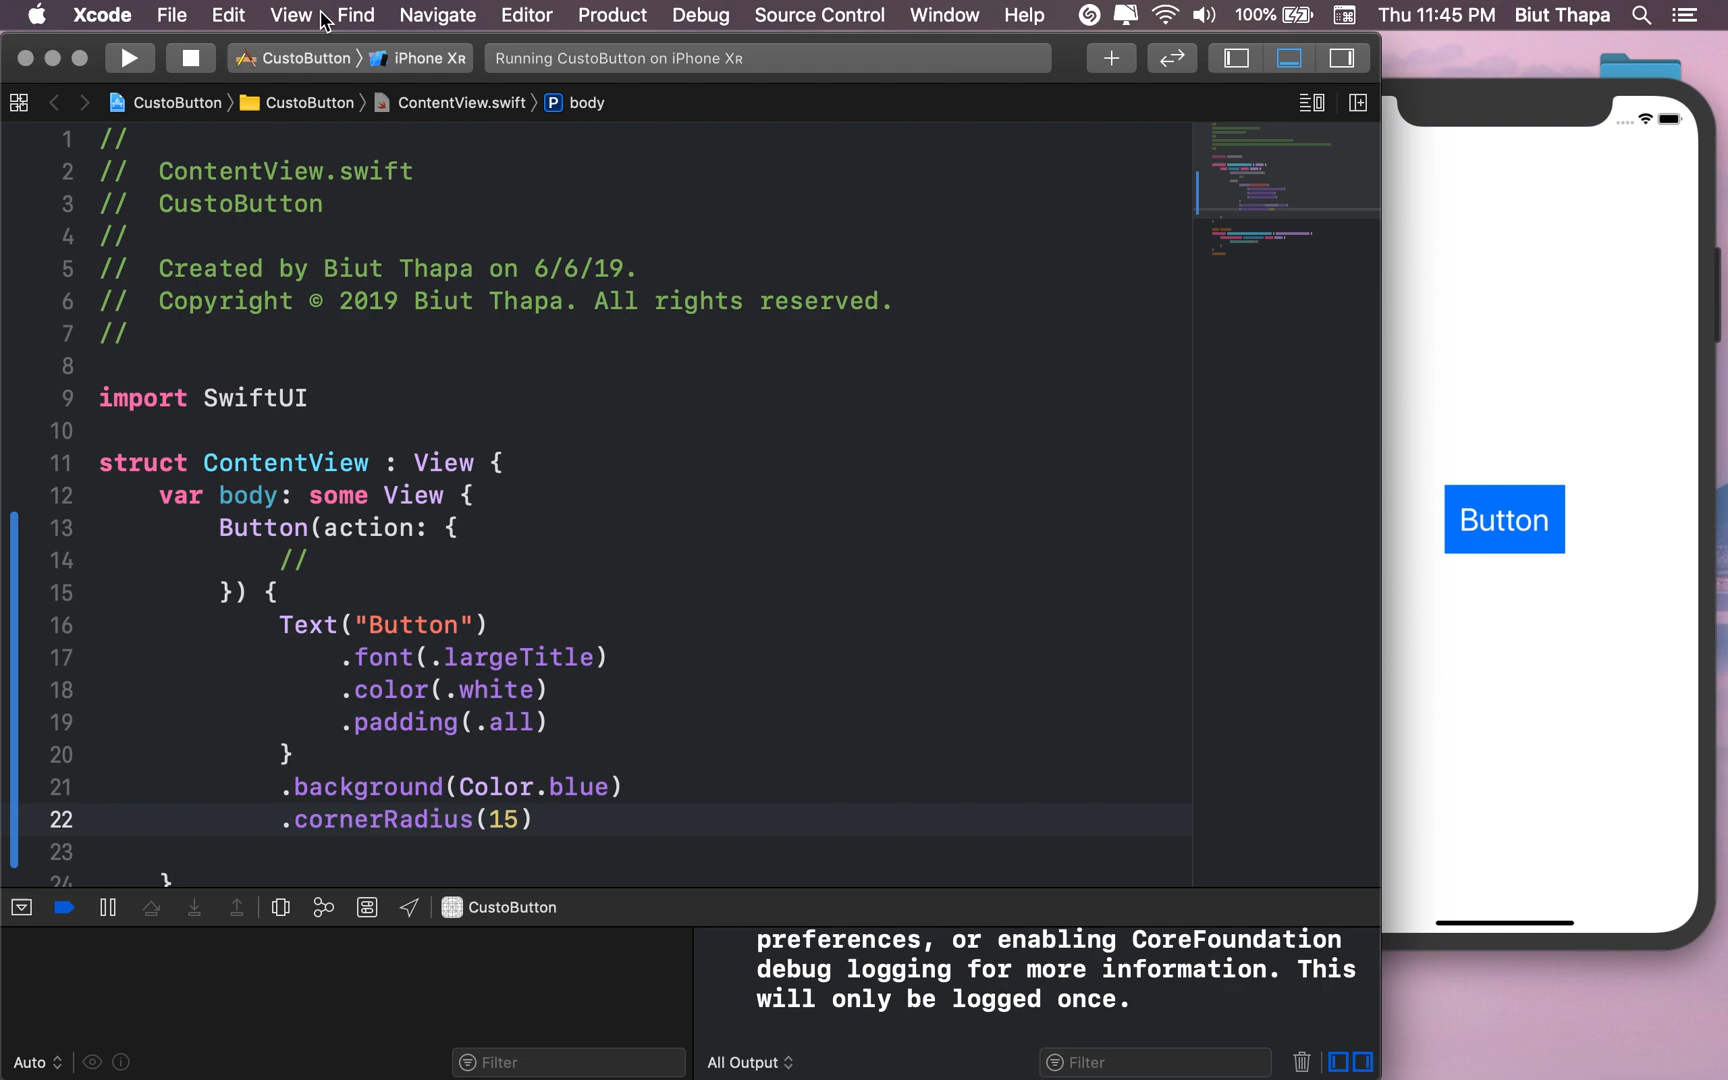 Xcode File Edit View Find Navigate Editor Product Debug Source Control Window Help 100% Thu 11:45 PM Biut Thapa
CustoButton 〉 iPhone Xʀ Running CustoButton on iPhone Xʀ
CustoButton 〉 CustoButton 〉 ContentView.swift 〉 P body
1 //
2 //  ContentView.swift
3 //  CustoButton
4 //
5 //  Created by Biut Thapa on 6/6/19.
6 //  Copyright © 2019 Biut Thapa. All rights reserved.
7 //
8
9 import SwiftUI
10
11 struct ContentView : View {
12     var body: some View {
13         Button(action: {
14             //
15         }) {
16             Text("Button")
17                 .font(.largeTitle)
18                 .color(.white)
19                 .padding(.all)
20             }
21             .background(Color.blue)
22             .cornerRadius(15)
23
24     }
Button
CustoButton
preferences, or enabling CoreFoundation
debug logging for more information. This
will only be logged once.
Auto Filter All Output Filter